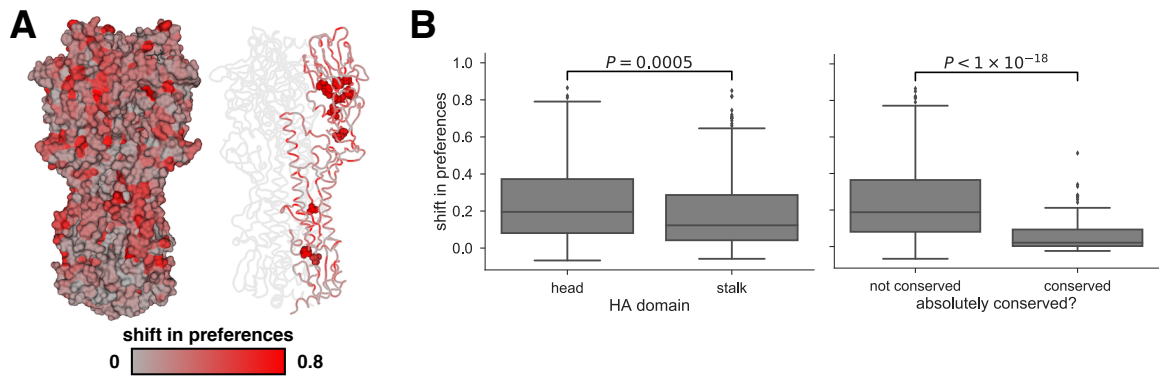 A
shift in preferences
0
0.8
B
shift in preferences
1.0
0.8
0.6
0.4
0.2
0.0
P = 0.0005
head
stalk
HA domain
P < 1 × 10⁻¹⁸
not conserved
conserved
absolutely conserved?